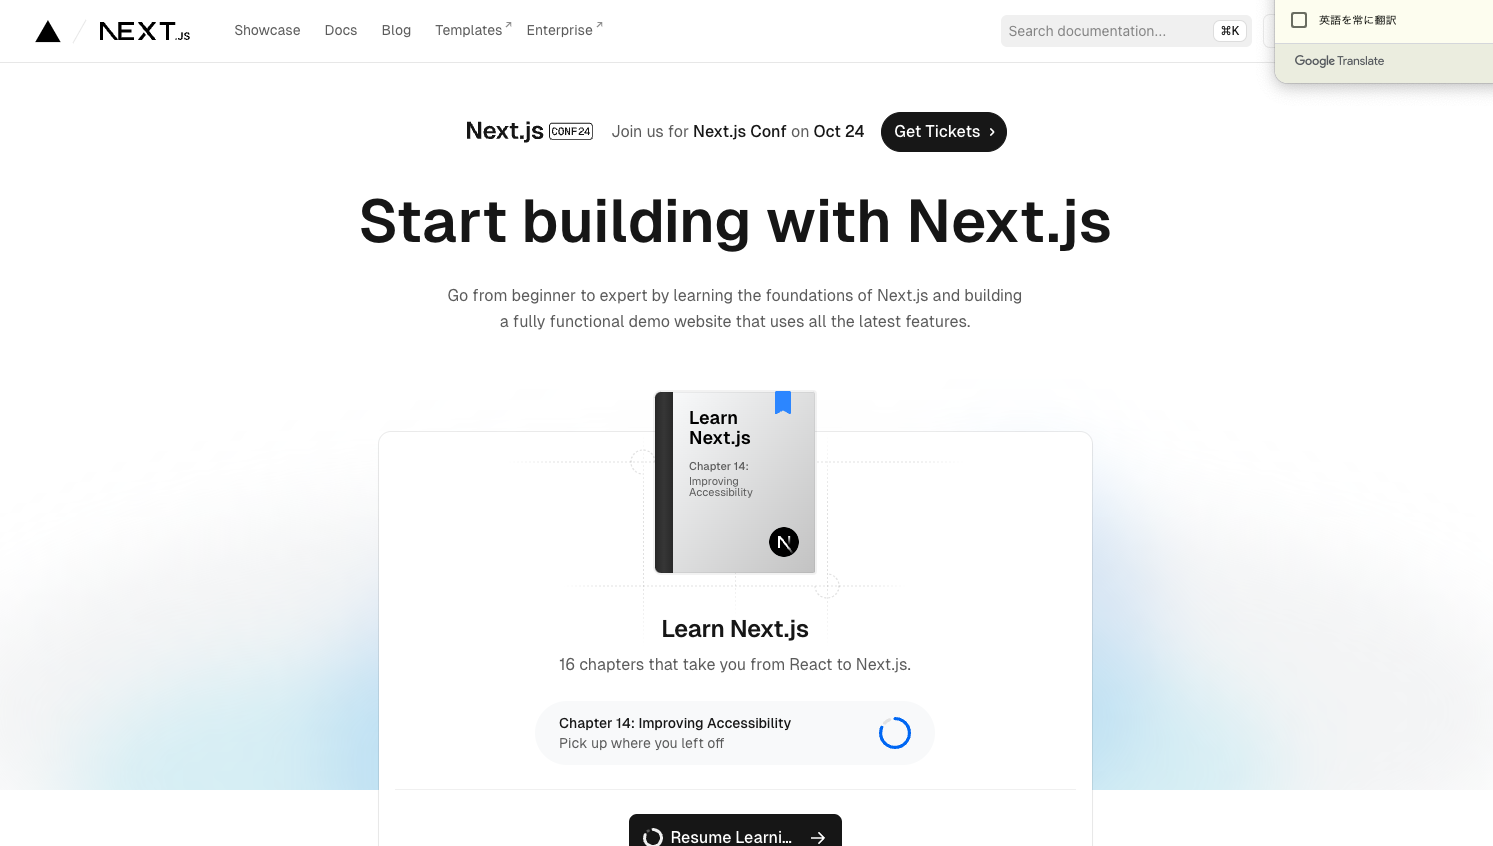 NEXT.JS
Showcase
Docs
Blog
Templates
Enterprise
Search documentation...
⌘K
英語を常に翻訳
Google Translate
Next.js CONF24
Join us for Next.js Conf on Oct 24
Get Tickets
Start building with Next.js
Go from beginner to expert by learning the foundations of Next.js and building
a fully functional demo website that uses all the latest features.
Learn
Next.js
Chapter 14:
Improving
Accessibility
N
Learn Next.js
16 chapters that take you from React to Next.js.
Chapter 14: Improving Accessibility
Pick up where you left off
Resume Learni...